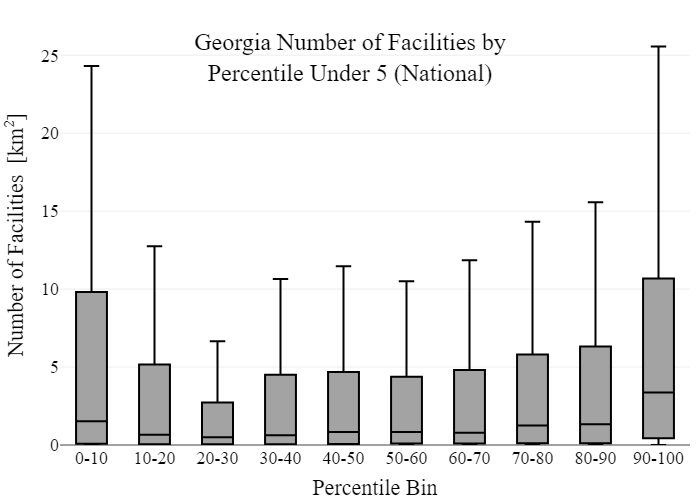 Georgia Number of Facilities by
Percentile Under 5 (National)
Number of Facilities [km²]
25
20
15
10
5
0
0-10 10-20 20-30 30-40 40-50 50-60 60-70 70-80 80-90 90-100
Percentile Bin